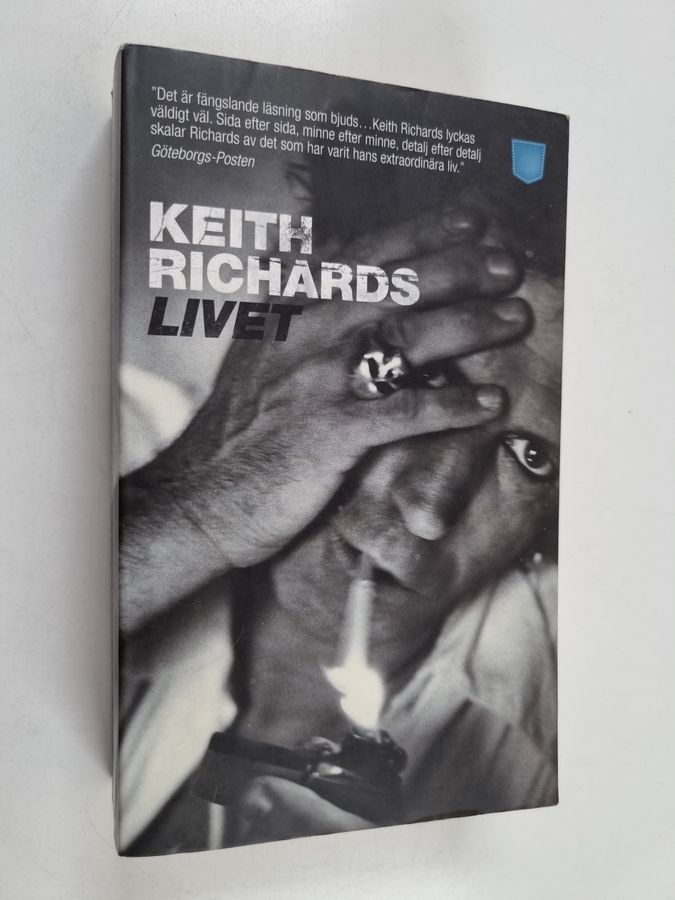 "Det är fängslande läsning som bjuds...Keith Richards lyckas
väldigt väl. Sida efter sida, minne efter minne, detalj efter detalj
skalar Richards av det som har varit hans extraordinära liv."
Göteborgs-Posten
KEITH
RICHARDS
LIVET